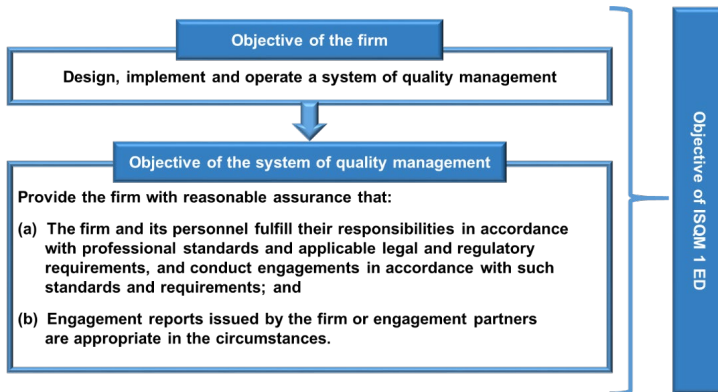 Objective of the firm
Design, implement and operate a system of quality management
Objective of the system of quality management
Provide the firm with reasonable assurance that:
(a) The firm and its personnel fulfill their responsibilities in accordance
with professional standards and applicable legal and regulatory
requirements, and conduct engagements in accordance with such
standards and requirements; and
(b) Engagement reports issued by the firm or engagement partners
are appropriate in the circumstances.
Objective of ISQM 1 ED